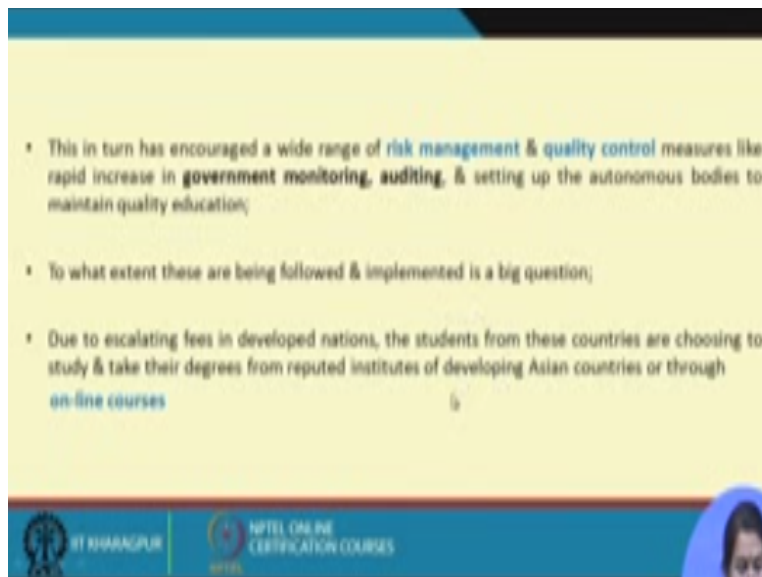 • This in turn has encouraged a wide range of risk management & quality control measures like
rapid increase in government monitoring, auditing, & setting up the autonomous bodies to
maintain quality education;
• To what extent these are being followed & implemented is a big question;
• Due to escalating fees in developed nations, the students from these countries are choosing to
study & take their degrees from reputed institutes of developing Asian countries or through
on-line courses
IIT KHARAGPUR
NPTEL
NPTEL ONLINE
CERTIFICATION COURSES